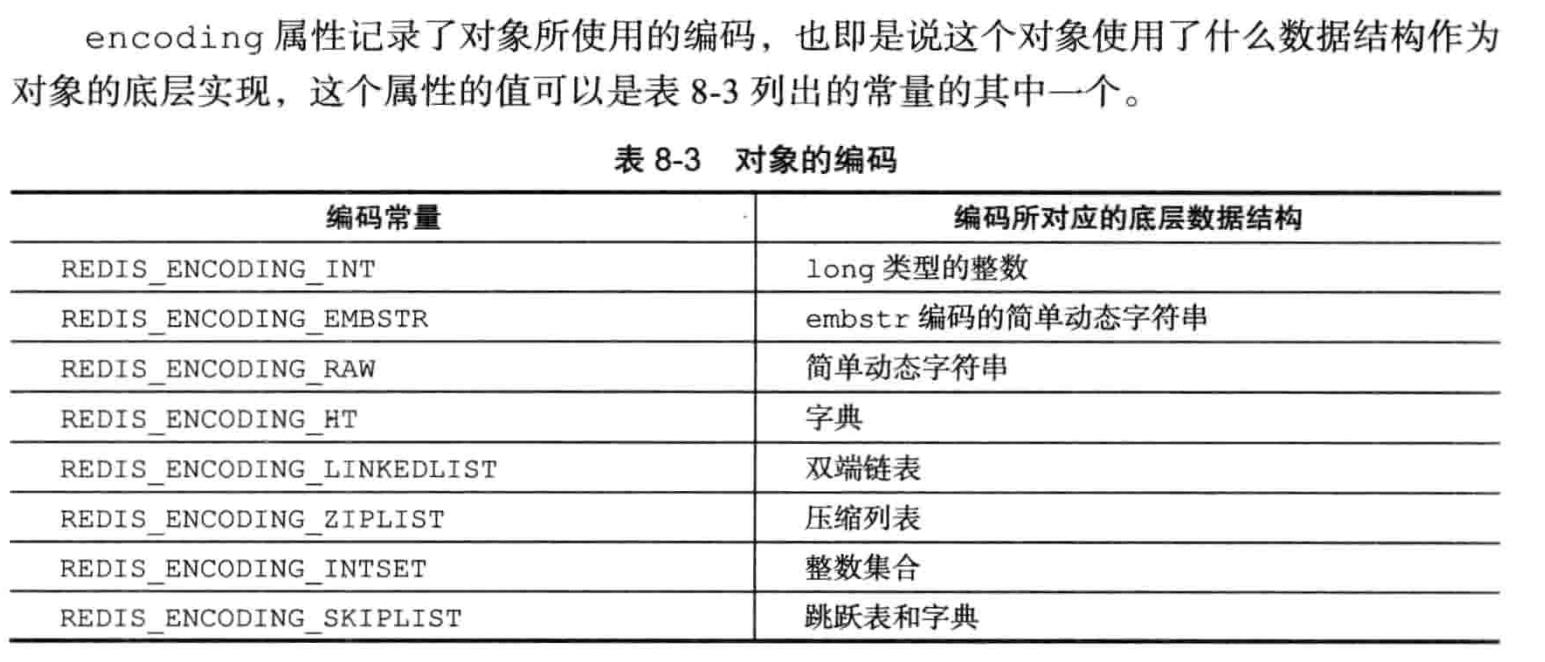 encoding 属性记录了对象所使用的编码，也即是说这个对象使用了什么数据结构作为
对象的底层实现，这个属性的值可以是表 8-3 列出的常量的其中一个。
表 8-3 对象的编码
编码常量 编码所对应的底层数据结构
REDIS_ENCODING_INT long 类型的整数
REDIS_ENCODING_EMBSTR embstr 编码的简单动态字符串
REDIS_ENCODING_RAW 简单动态字符串
REDIS_ENCODING_HT 字典
REDIS_ENCODING_LINKEDLIST 双端链表
REDIS_ENCODING_ZIPLIST 压缩列表
REDIS_ENCODING_INTSET 整数集合
REDIS_ENCODING_SKIPLIST 跳跃表和字典